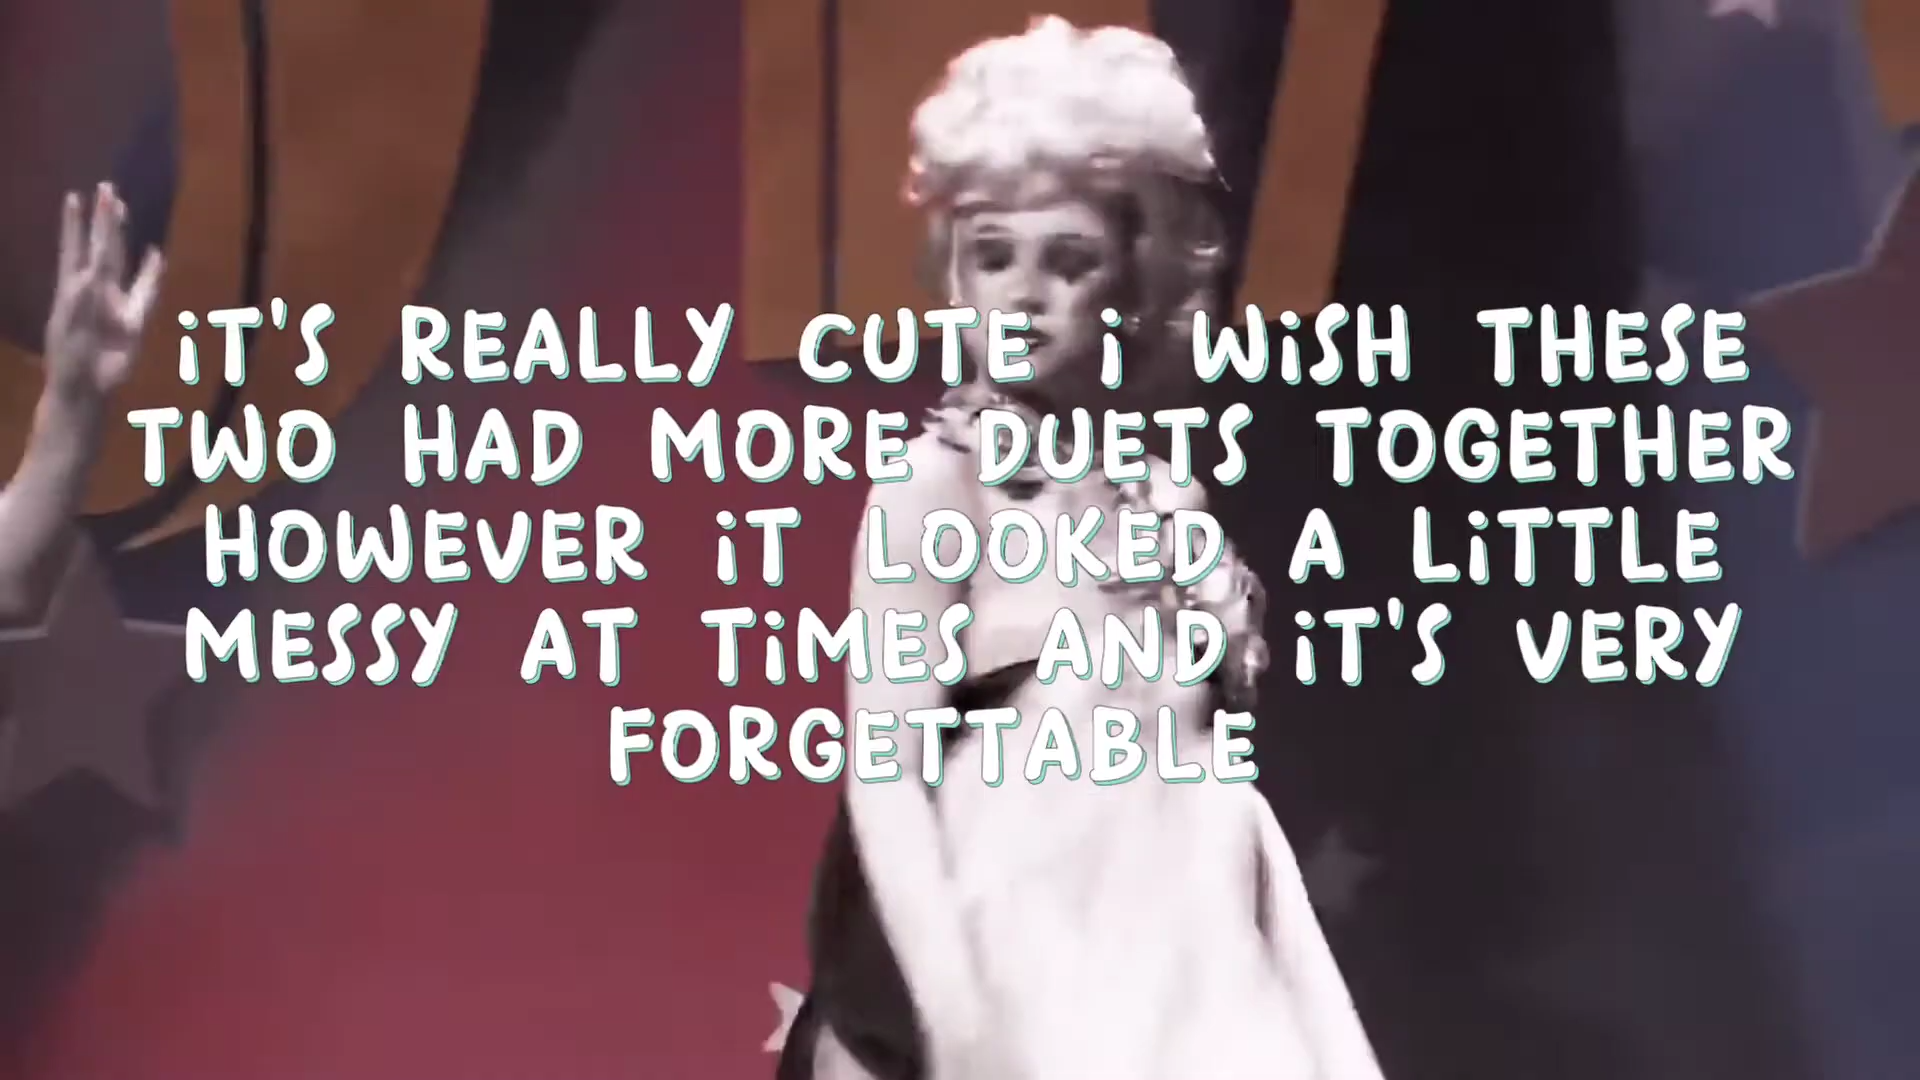 iT'S REALLY CUTE i WiSH THESE
TWO HAD MORE DUETS TOGETHER
HOWEVER iT LOOKED A LiTTLE
MESSY AT TiMES AND iT'S VERY
FORGETTABLE